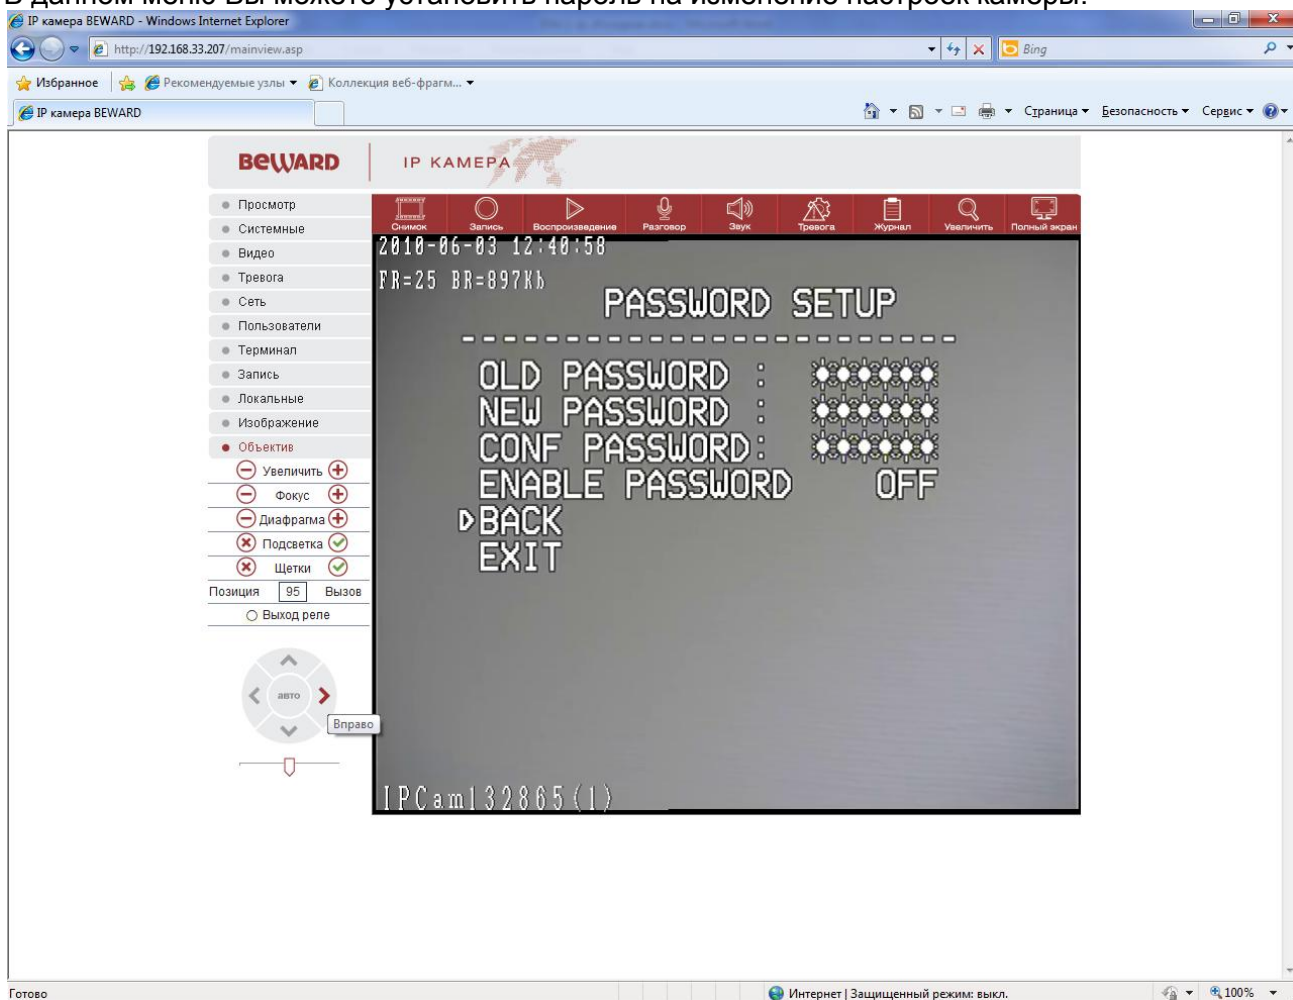 В данном меню Вы можете установить пароль на изменение настроек камеры.
IP камера BEWARD - Windows Internet Explorer
http://192.168.33.207/mainview.asp
Bing
Избранное Рекомендуемые узлы Коллекция веб-фрагм...
IP камера BEWARD
Страница Безопасность Сервис
BEWARD IP КАМЕРА
Просмотр
Системные
Видео
Тревога
Сеть
Пользователи
Терминал
Запись
Локальные
Изображение
Объектив
Увеличить
Фокус
Диафрагма
Подсветка
Щетки
Позиция 95 Вызов
Выход реле
авто
Вправо
Снимок Запись Воспроизведение Разговор Звук Тревога Журнал Увеличить Полный экран
2010-06-03 12:40:58
FR=25 BR=897Kb
PASSWORD SETUP
OLD PASSWORD : ******
NEW PASSWORD : ******
CONF PASSWORD: ******
ENABLE PASSWORD OFF
BACK
EXIT
IPCam132865(1)
Готово
Интернет | Защищенный режим: выкл.
100%